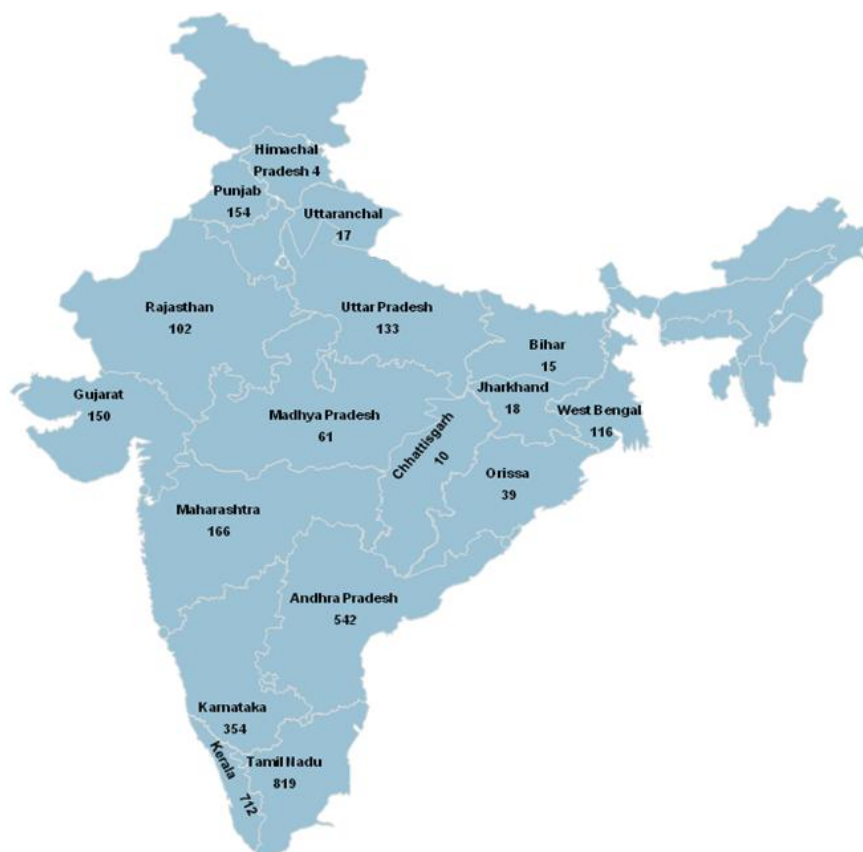 Himachal
Pradesh 4
Punjab
154
Uttaranchal
17
Rajasthan
102
Uttar Pradesh
133
Bihar
15
Gujarat
150
Jharkhand
18
Madhya Pradesh
61
West Bengal
116
Chhattisgarh
10
Orissa
39
Maharashtra
166
Andhra Pradesh
542
Karnataka
354
Kerala
712
Tamil Nadu
819